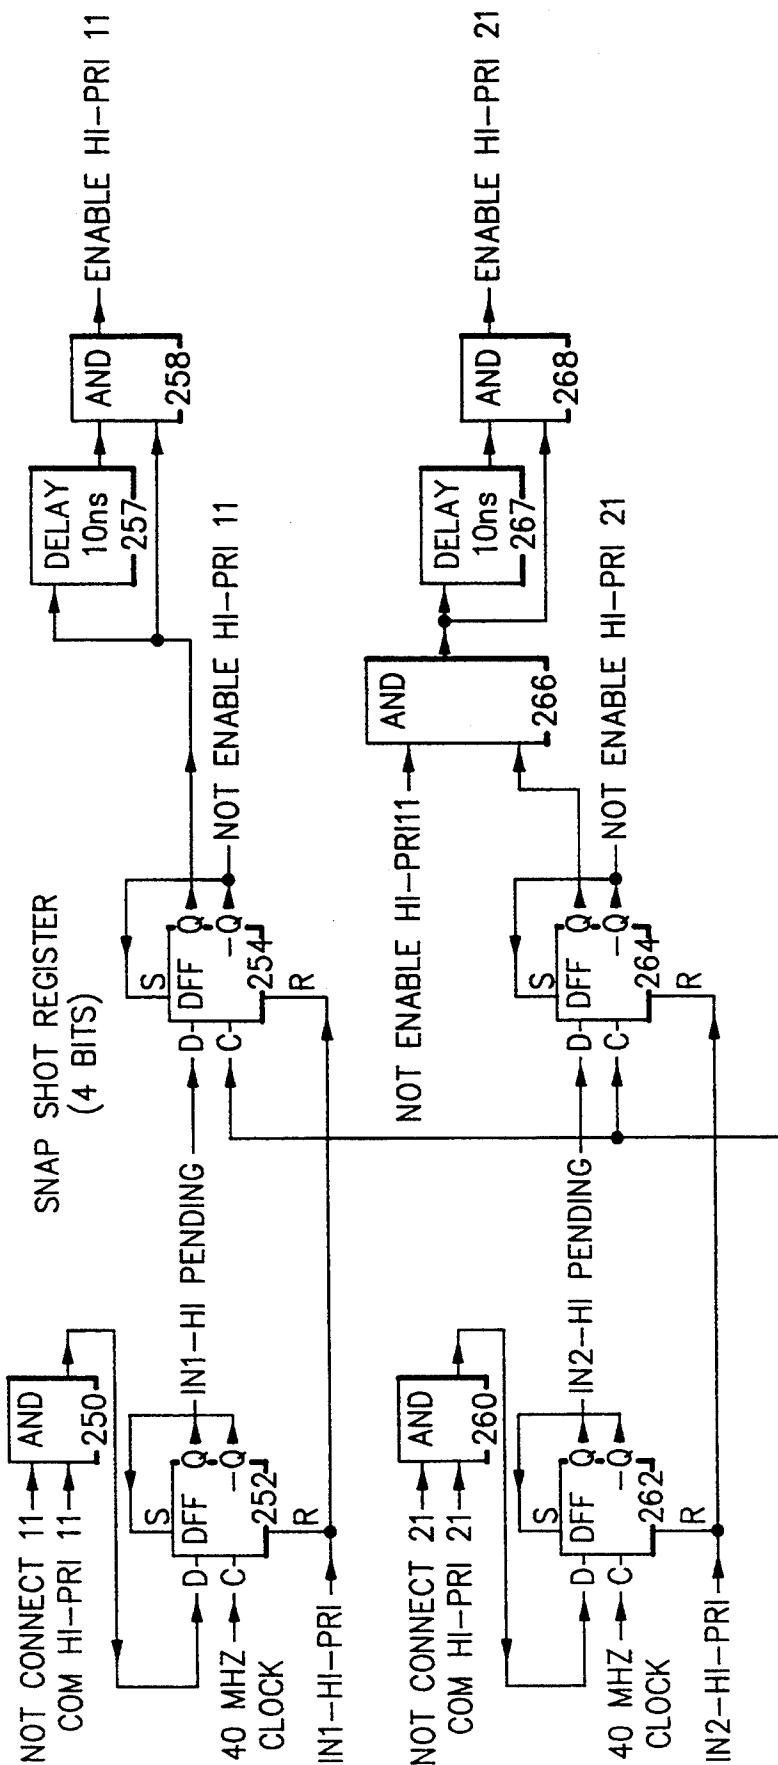 SNAP SHOT REGISTER
(4 BITS)
NOT CONNECT 11
COM HI-PRI 11
AND
250
40 MHZ
CLOCK
IN1-HI-PRI
D
C
S
DFF
252
R
Q
-Q
IN1-HI PENDING
D
C
S
DFF
254
R
Q
-Q
NOT ENABLE HI-PRI 11
DELAY
10ns
257
AND
258
ENABLE HI-PRI 11
NOT CONNECT 21
COM HI-PRI 21
AND
260
40 MHZ
CLOCK
IN2-HI-PRI
D
C
S
DFF
262
R
Q
-Q
IN2-HI PENDING
D
C
S
DFF
264
R
Q
-Q
NOT ENABLE HI-PRI 21
NOT ENABLE HI-PRI11
AND
266
DELAY
10ns
267
AND
268
ENABLE HI-PRI 21